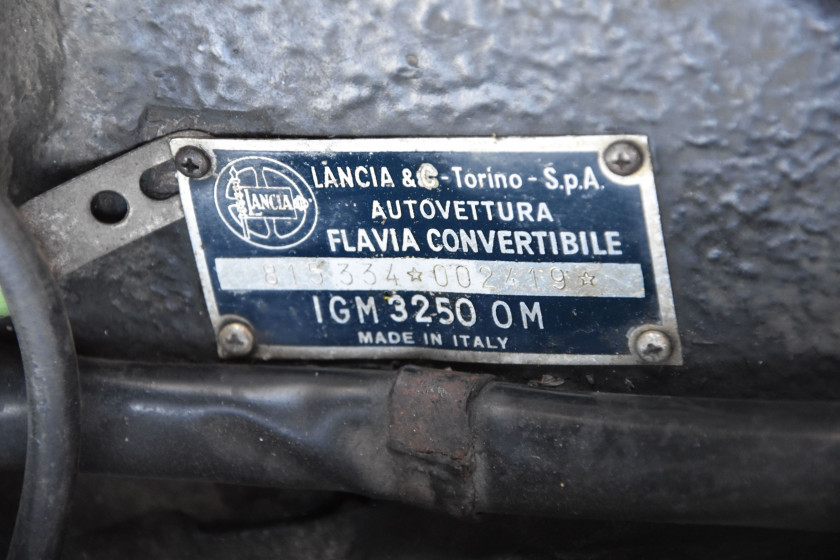 LANCIA
LANCIA & C - Torino - S.p.A.
AUTOVETTURA
FLAVIA CONVERTIBILE
815334☆002419☆
IGM 3250 OM
MADE IN ITALY